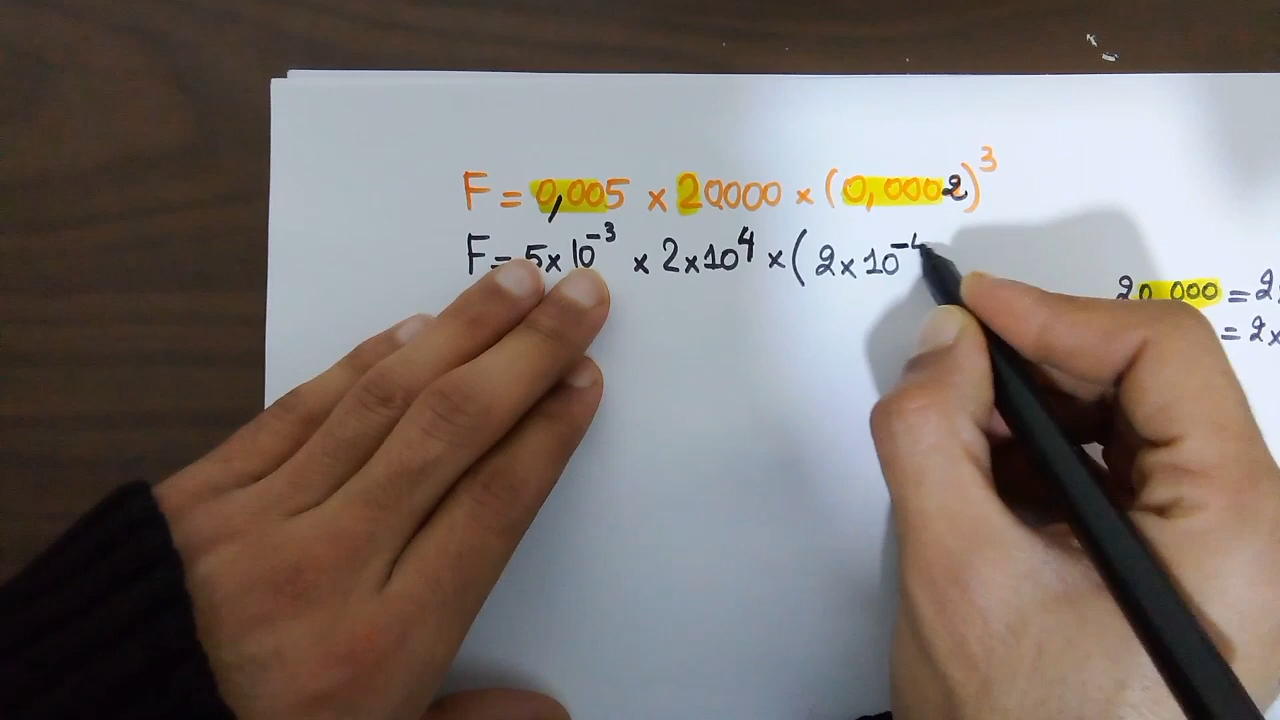 F = 0,005 × 20000 × (0,0002)³
F = 5×10⁻³ × 2×10⁴ × (2×10⁻⁴
20 000 = 2
= 2×